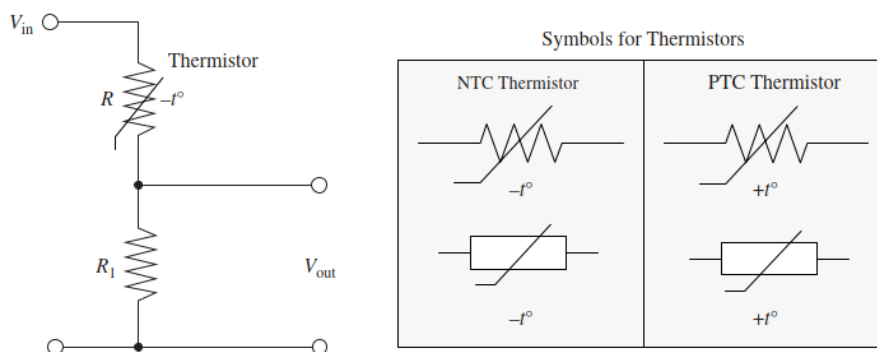 V_in
Thermistor
R
–t°
R_1
V_out
Symbols for Thermistors
NTC Thermistor
PTC Thermistor
–t°
+t°
–t°
+t°